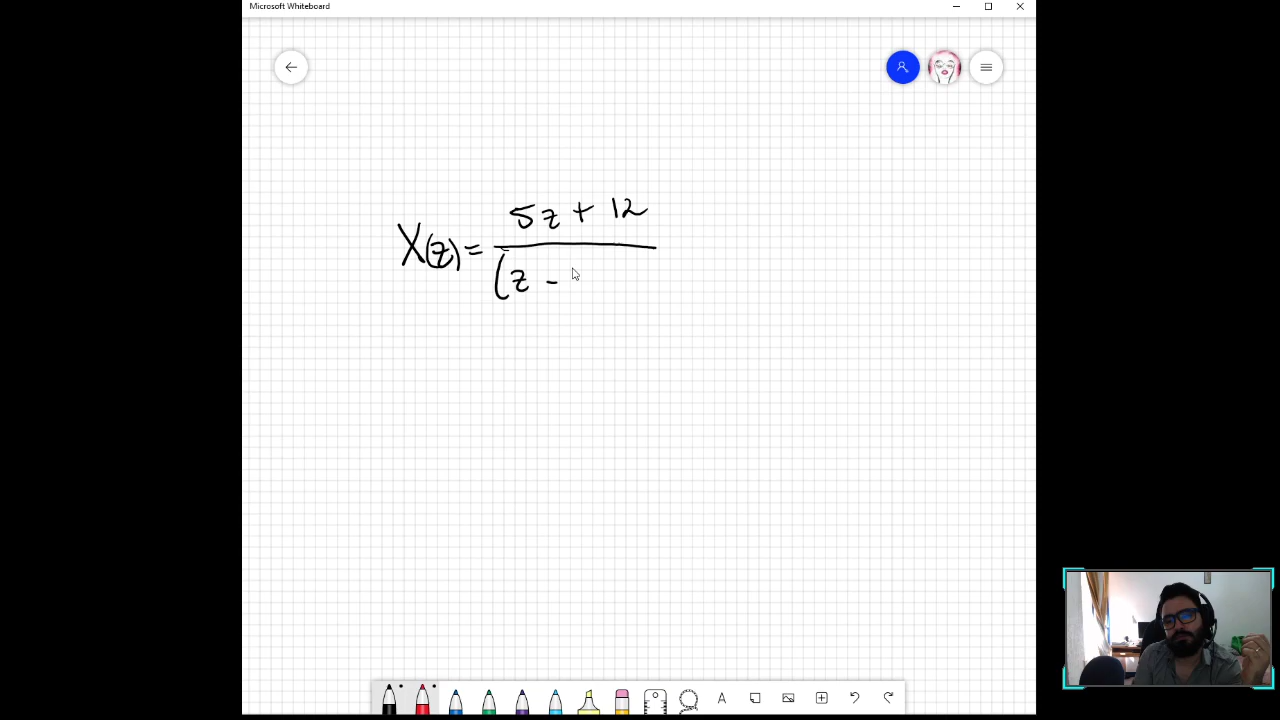 Microsoft Whiteboard
5z + 12
X(z) =
(z -
A